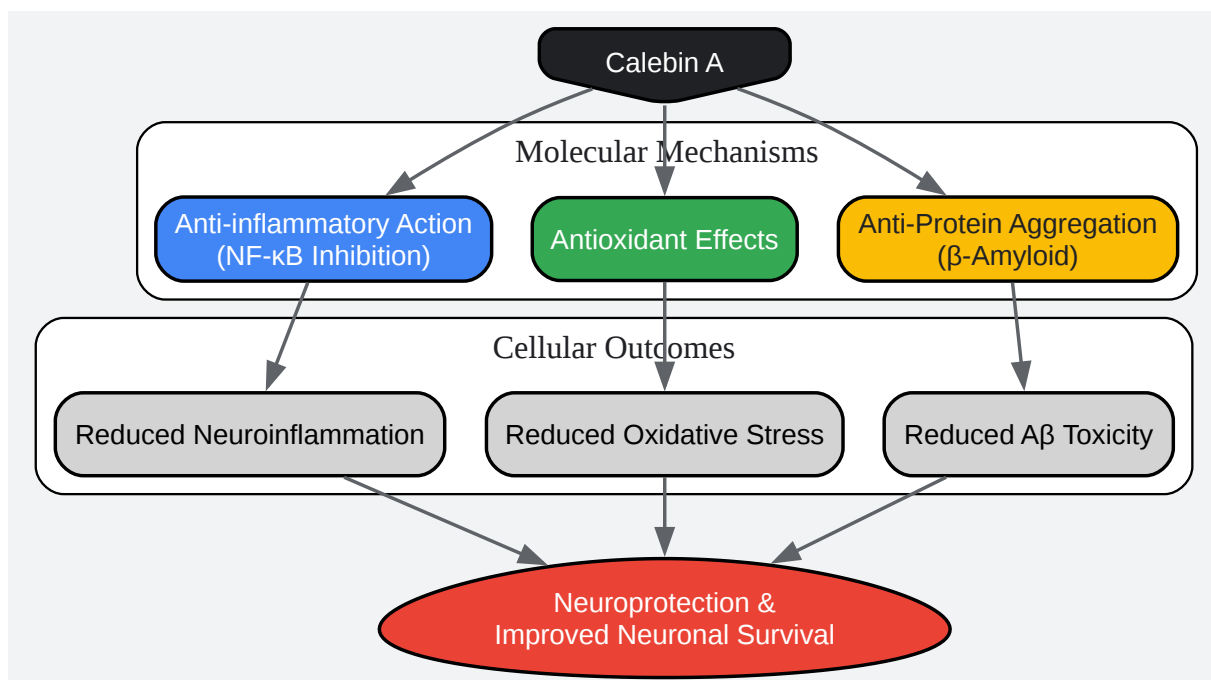 Calebin A
Molecular Mechanisms
Anti-inflammatory Action
(NF-κB Inhibition)
Antioxidant Effects
Anti-Protein Aggregation
(β-Amyloid)
Cellular Outcomes
Reduced Neuroinflammation
Reduced Oxidative Stress
Reduced Aβ Toxicity
Neuroprotection &
Improved Neuronal Survival